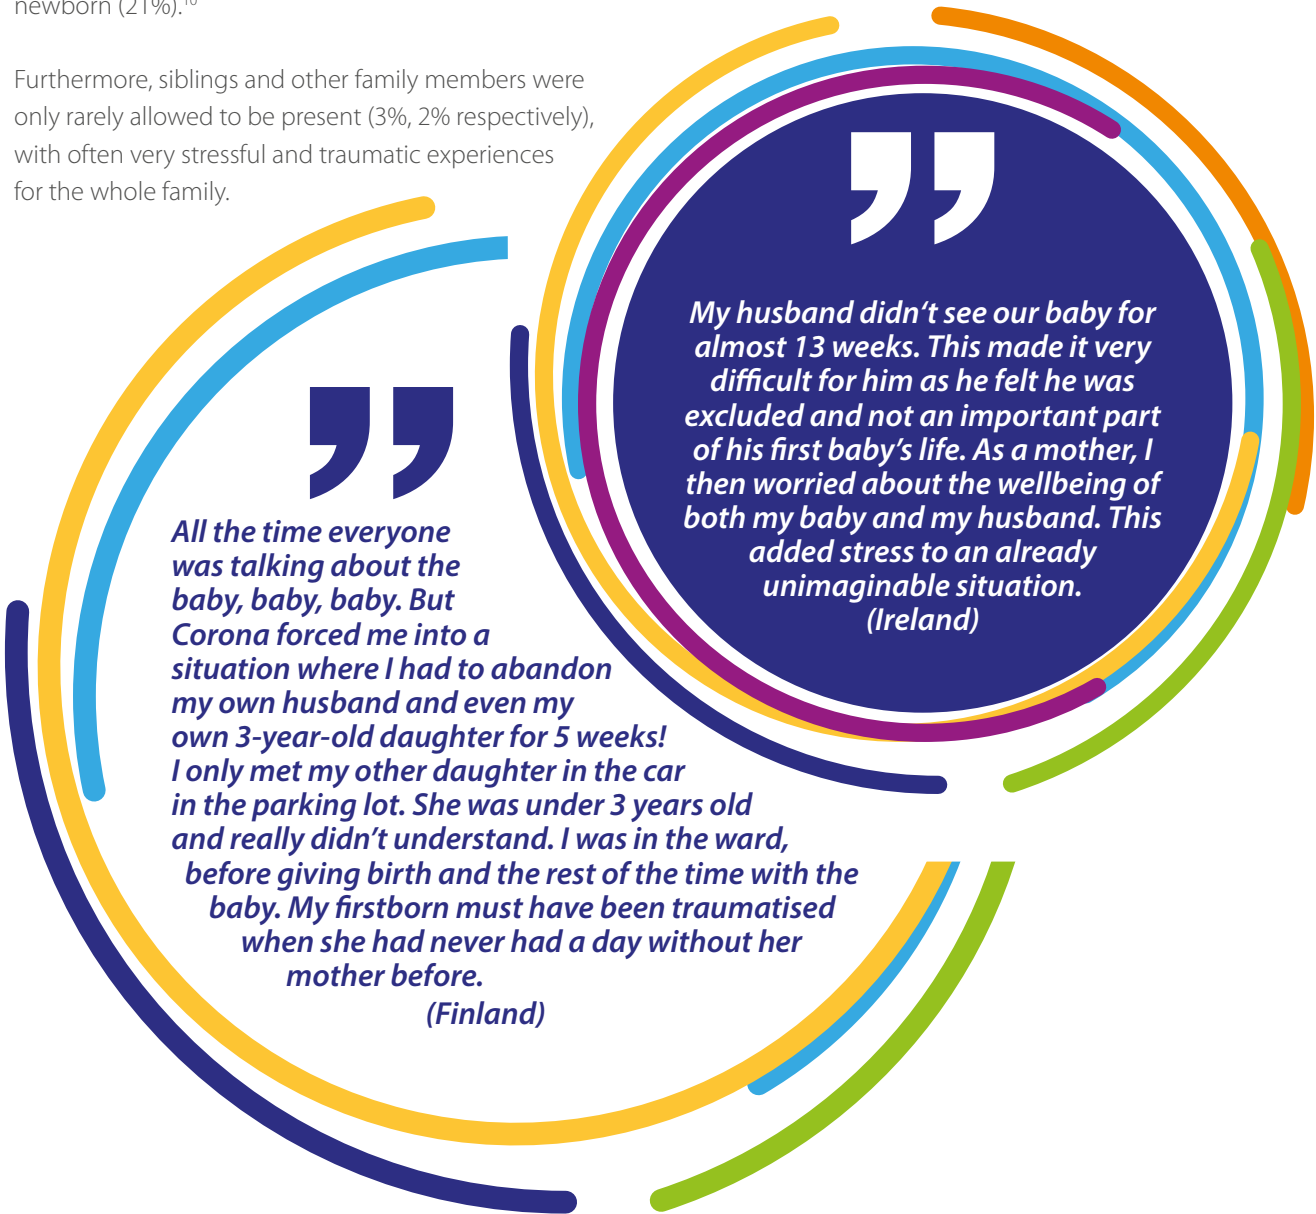 newborn (21%).¹⁰
Furthermore, siblings and other family members were
only rarely allowed to be present (3%, 2% respectively),
with often very stressful and traumatic experiences
for the whole family.
”
My husband didn‘t see our baby for
almost 13 weeks. This made it very
difficult for him as he felt he was
excluded and not an important part
of his first baby’s life. As a mother, I
then worried about the wellbeing of
both my baby and my husband. This
added stress to an already
unimaginable situation.
(Ireland)
”
All the time everyone
was talking about the
baby, baby, baby. But
Corona forced me into a
situation where I had to abandon
my own husband and even my
own 3-year-old daughter for 5 weeks!
I only met my other daughter in the car
in the parking lot. She was under 3 years old
and really didn’t understand. I was in the ward,
before giving birth and the rest of the time with the
baby. My firstborn must have been traumatised
when she had never had a day without her
mother before.
(Finland)